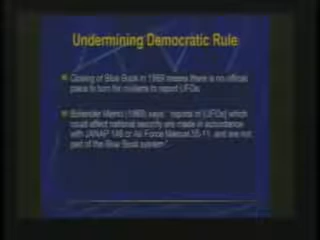 Undermining Democratic Rule
Closing of Blue Book in 1969 means there is no official
place to turn for civilians to report UFOs.
Bolender Memo (1969) says: "reports of [UFOs] which
could affect national security are made in accordance
with JANAP 146 or Air Force Manual 55-11, and are not
part of the Blue Book system".